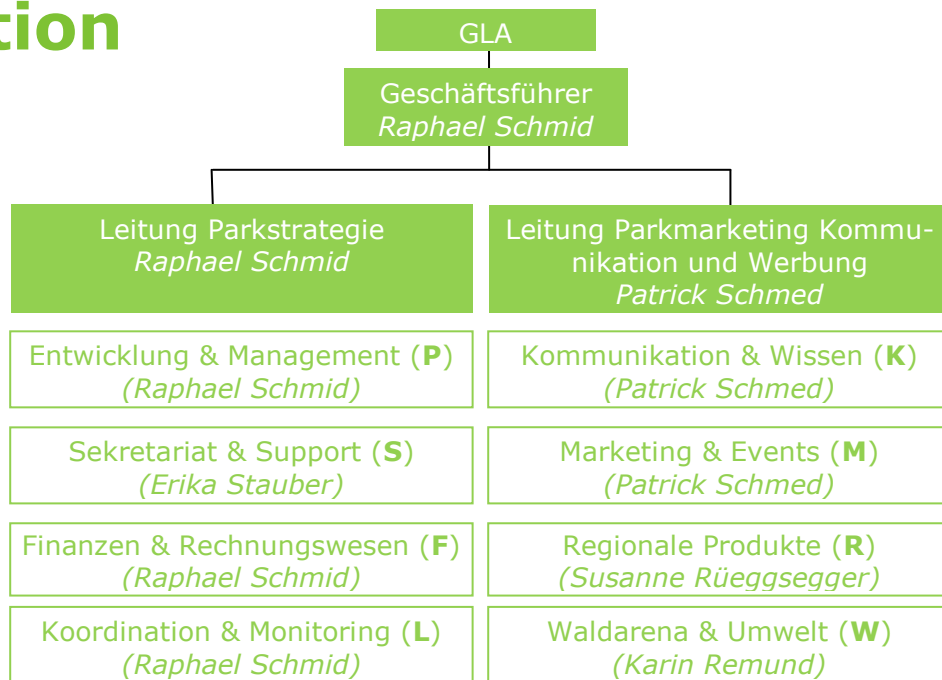 tion
GLA
Geschäftsführer
Raphael Schmid
Leitung Parkstrategie
Raphael Schmid
Leitung Parkmarketing Kommu-
nikation und Werbung
Patrick Schmed
Entwicklung & Management (P)
(Raphael Schmid)
Sekretariat & Support (S)
(Erika Stauber)
Finanzen & Rechnungswesen (F)
(Raphael Schmid)
Koordination & Monitoring (L)
(Raphael Schmid)
Kommunikation & Wissen (K)
(Patrick Schmed)
Marketing & Events (M)
(Patrick Schmed)
Regionale Produkte (R)
(Susanne Rüeggsegger)
Waldarena & Umwelt (W)
(Karin Remund)